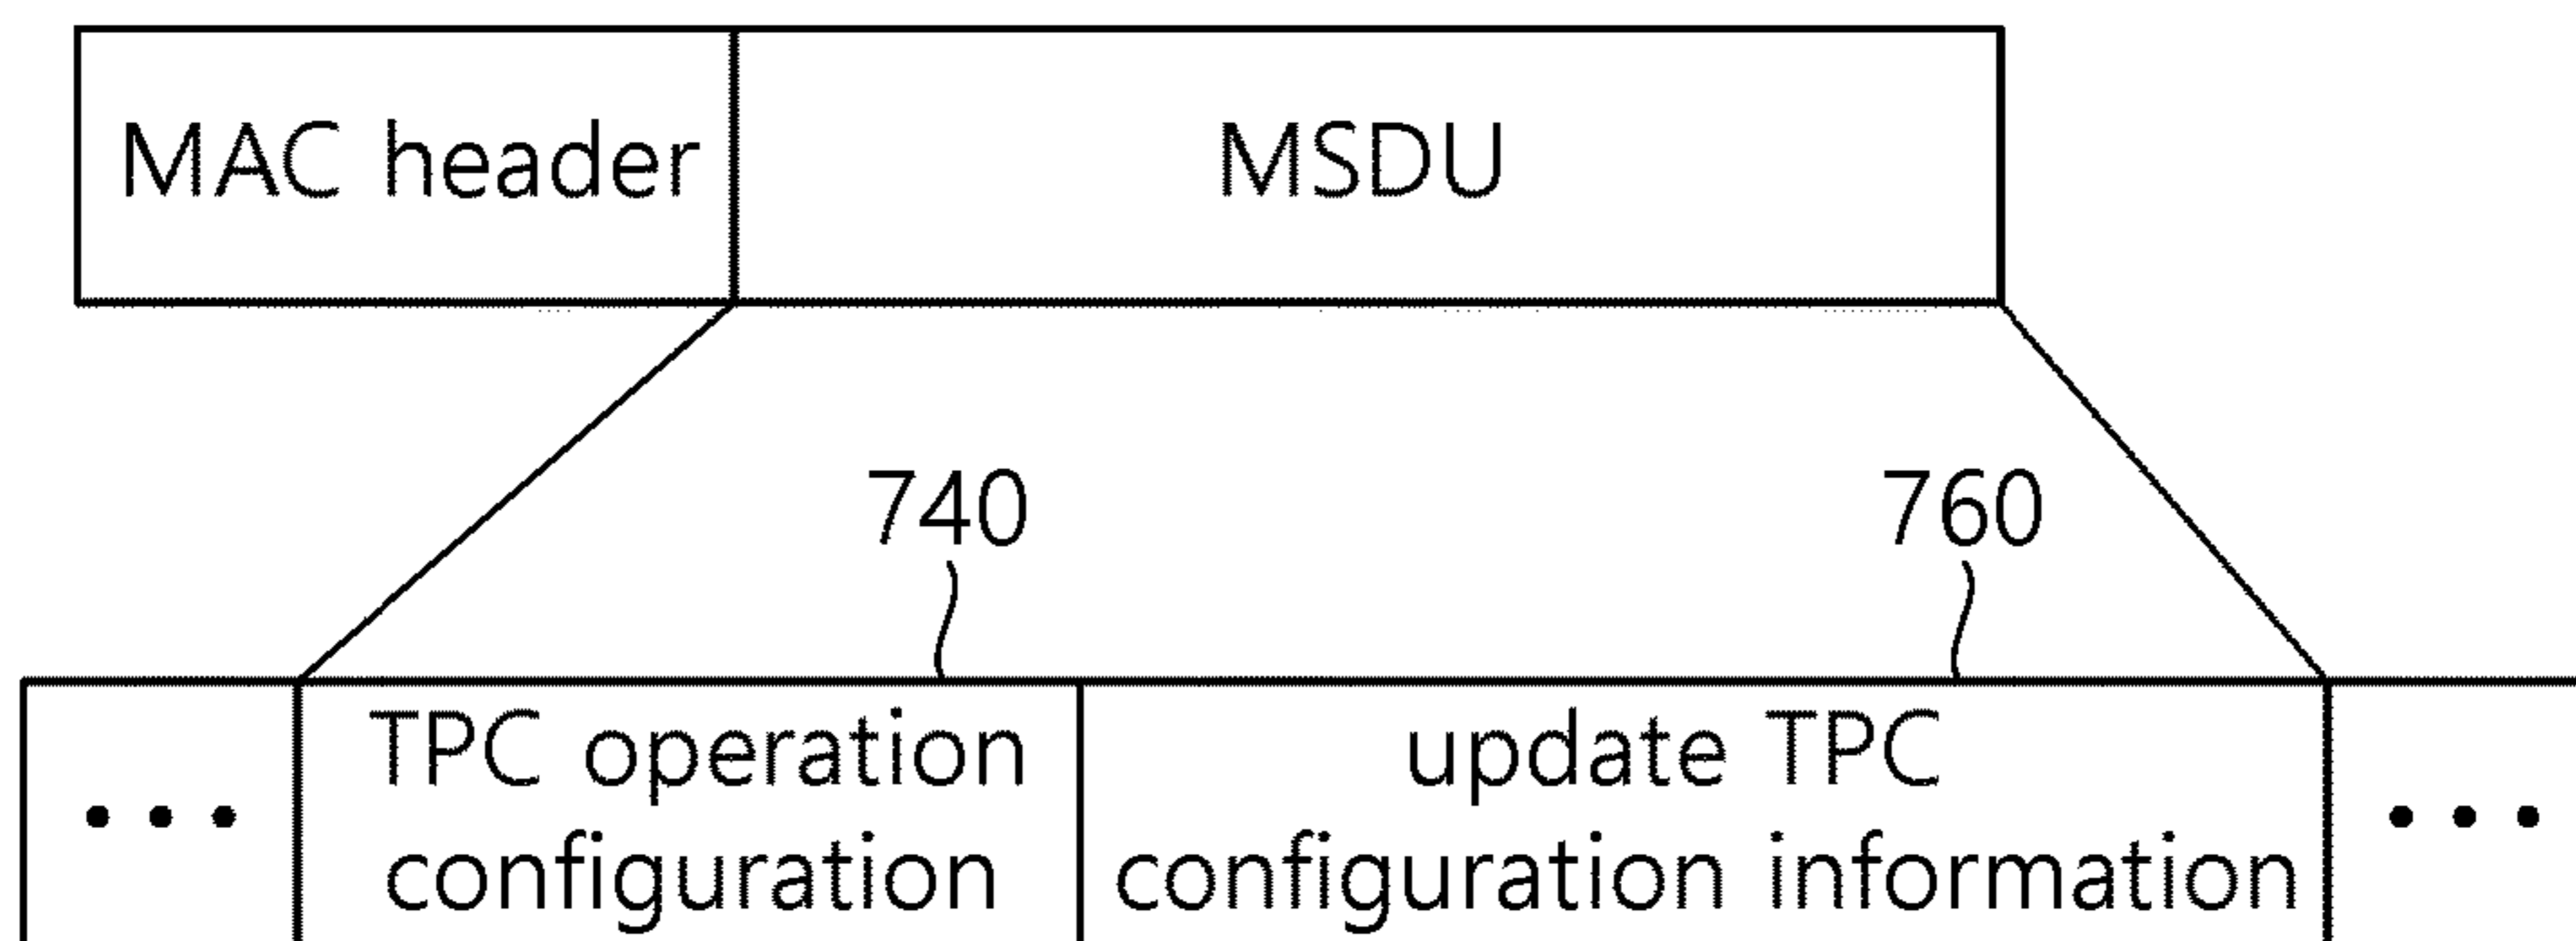 MAC header MSDU
740 760
... TPC operation update TPC ...
configuration configuration information